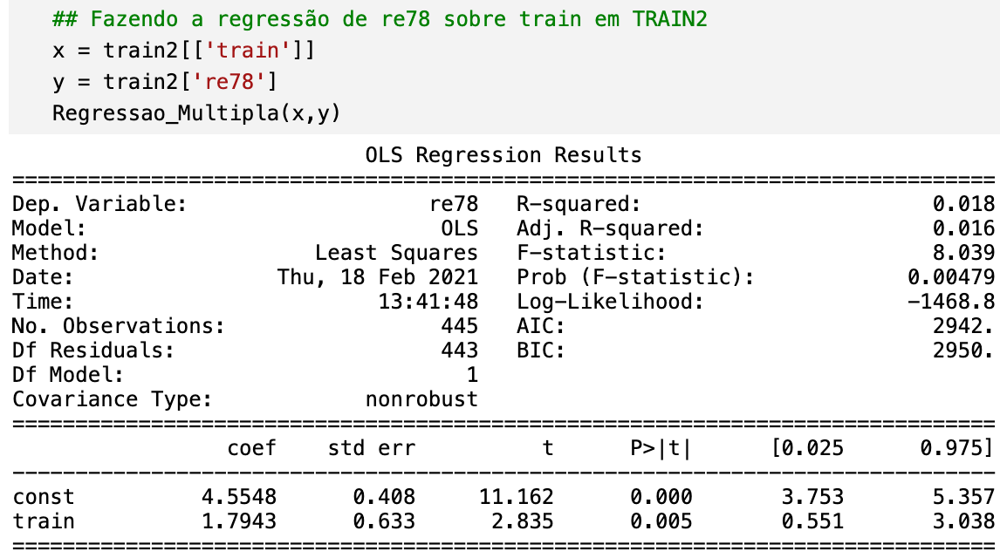 ## Fazendo a regressão de re78 sobre train em TRAIN2
x = train2[['train']]
y = train2['re78']
Regressao_Multipla(x,y)
OLS Regression Results
==============================================================================
Dep. Variable:                   re78   R-squared:                       0.018
Model:                            OLS   Adj. R-squared:                  0.016
Method:                 Least Squares   F-statistic:                     8.039
Date:                Thu, 18 Feb 2021   Prob (F-statistic):            0.00479
Time:                        13:41:48   Log-Likelihood:                -1468.8
No. Observations:                 445   AIC:                             2942.
Df Residuals:                     443   BIC:                             2950.
Df Model:                           1
Covariance Type:            nonrobust
==============================================================================
                 coef    std err          t      P>|t|      [0.025      0.975]
------------------------------------------------------------------------------
const          4.5548      0.408     11.162      0.000       3.753       5.357
train          1.7943      0.633      2.835      0.005       0.551       3.038
==============================================================================